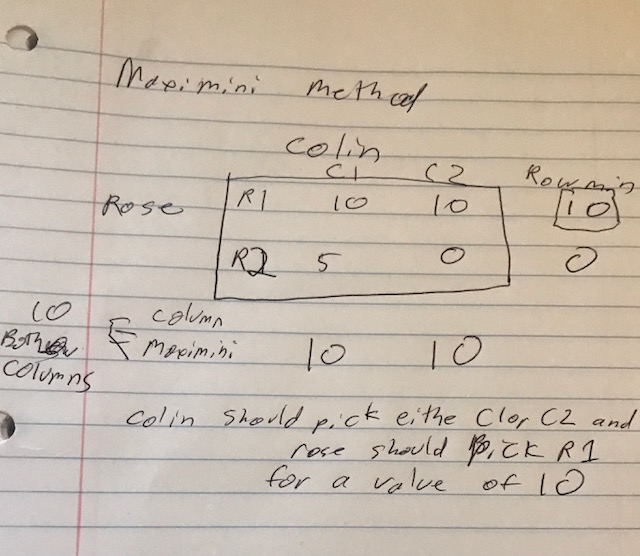 Maximini method
Colin
C1 C2 Row min
Rose R1 10 10 10
R2 5 0 0
10 column
Both columns Maximini 10 10
Colin should pick eithe C1 or C2 and
rose should PiCK R1
for a value of 10